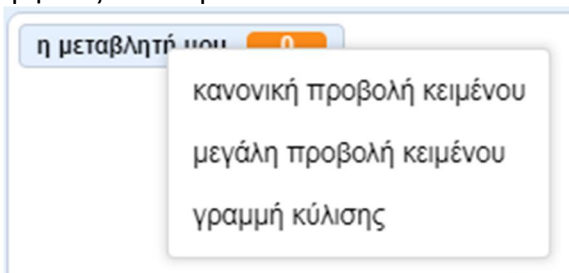 η μεταβλητή μου 0
κανονική προβολή κειμένου
μεγάλη προβολή κειμένου
γραμμή κύλισης